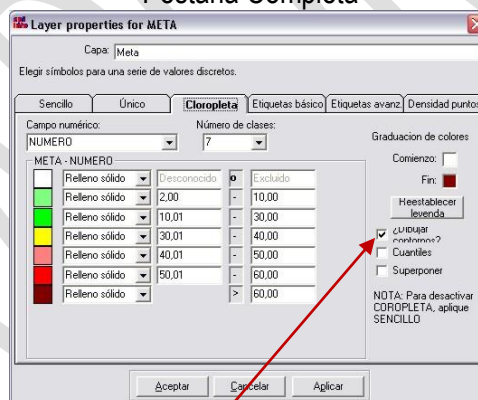 Pestaña Completa
Layer properties for META
Capa: Meta
Elegir símbolos para una serie de valores discretos.
Sencillo Único Cloropleta Etiquetas básico Etiquetas avanz. Densidad puntos
Campo numérico: Número de clases:
NUMERO 7
META - NUMERO
Relleno sólido Desconocido o Excluido
Relleno sólido 2,00 - 10,00
Relleno sólido 10,01 - 30,00
Relleno sólido 30,01 - 40,00
Relleno sólido 40,01 - 50,00
Relleno sólido 50,01 - 60,00
Relleno sólido > 60,00
Graduacion de colores
Comienzo:
Fin:
Reestablecer
levenda
¿Dibujar
contornos?
Cuantiles
Superponer
NOTA: Para desactivar
COROPLETA, aplique
SENCILLO
Aceptar Cancelar Aplicar